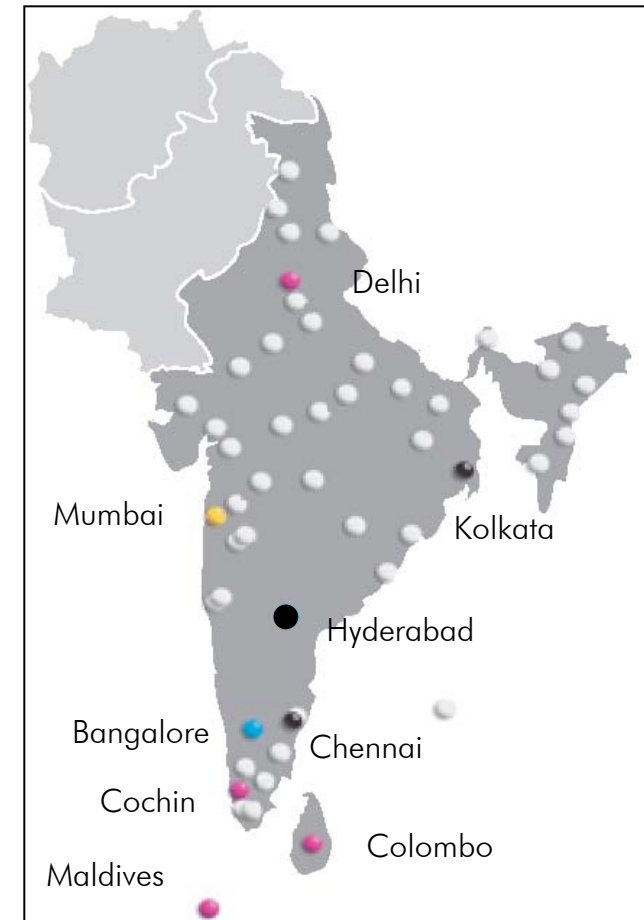 Delhi
Mumbai
Kolkata
Hyderabad
Bangalore
Chennai
Cochin
Colombo
Maldives